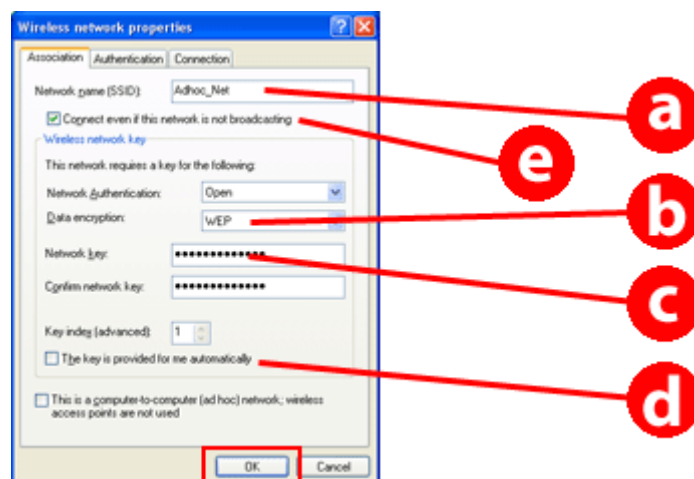 Wireless network properties
Association Authentication Connection
Network name (SSID): Adhoc_Net
a
Connect even if this network is not broadcasting
e
Wireless network key
This network requires a key for the following:
Network Authentication: Open
b
Data encryption: WEP
Network key: •••••••••••••
c
Confirm network key: •••••••••••••
Key index (advanced): 1
The key is provided for me automatically
d
This is a computer-to-computer (ad hoc) network; wireless
access points are not used
OK Cancel